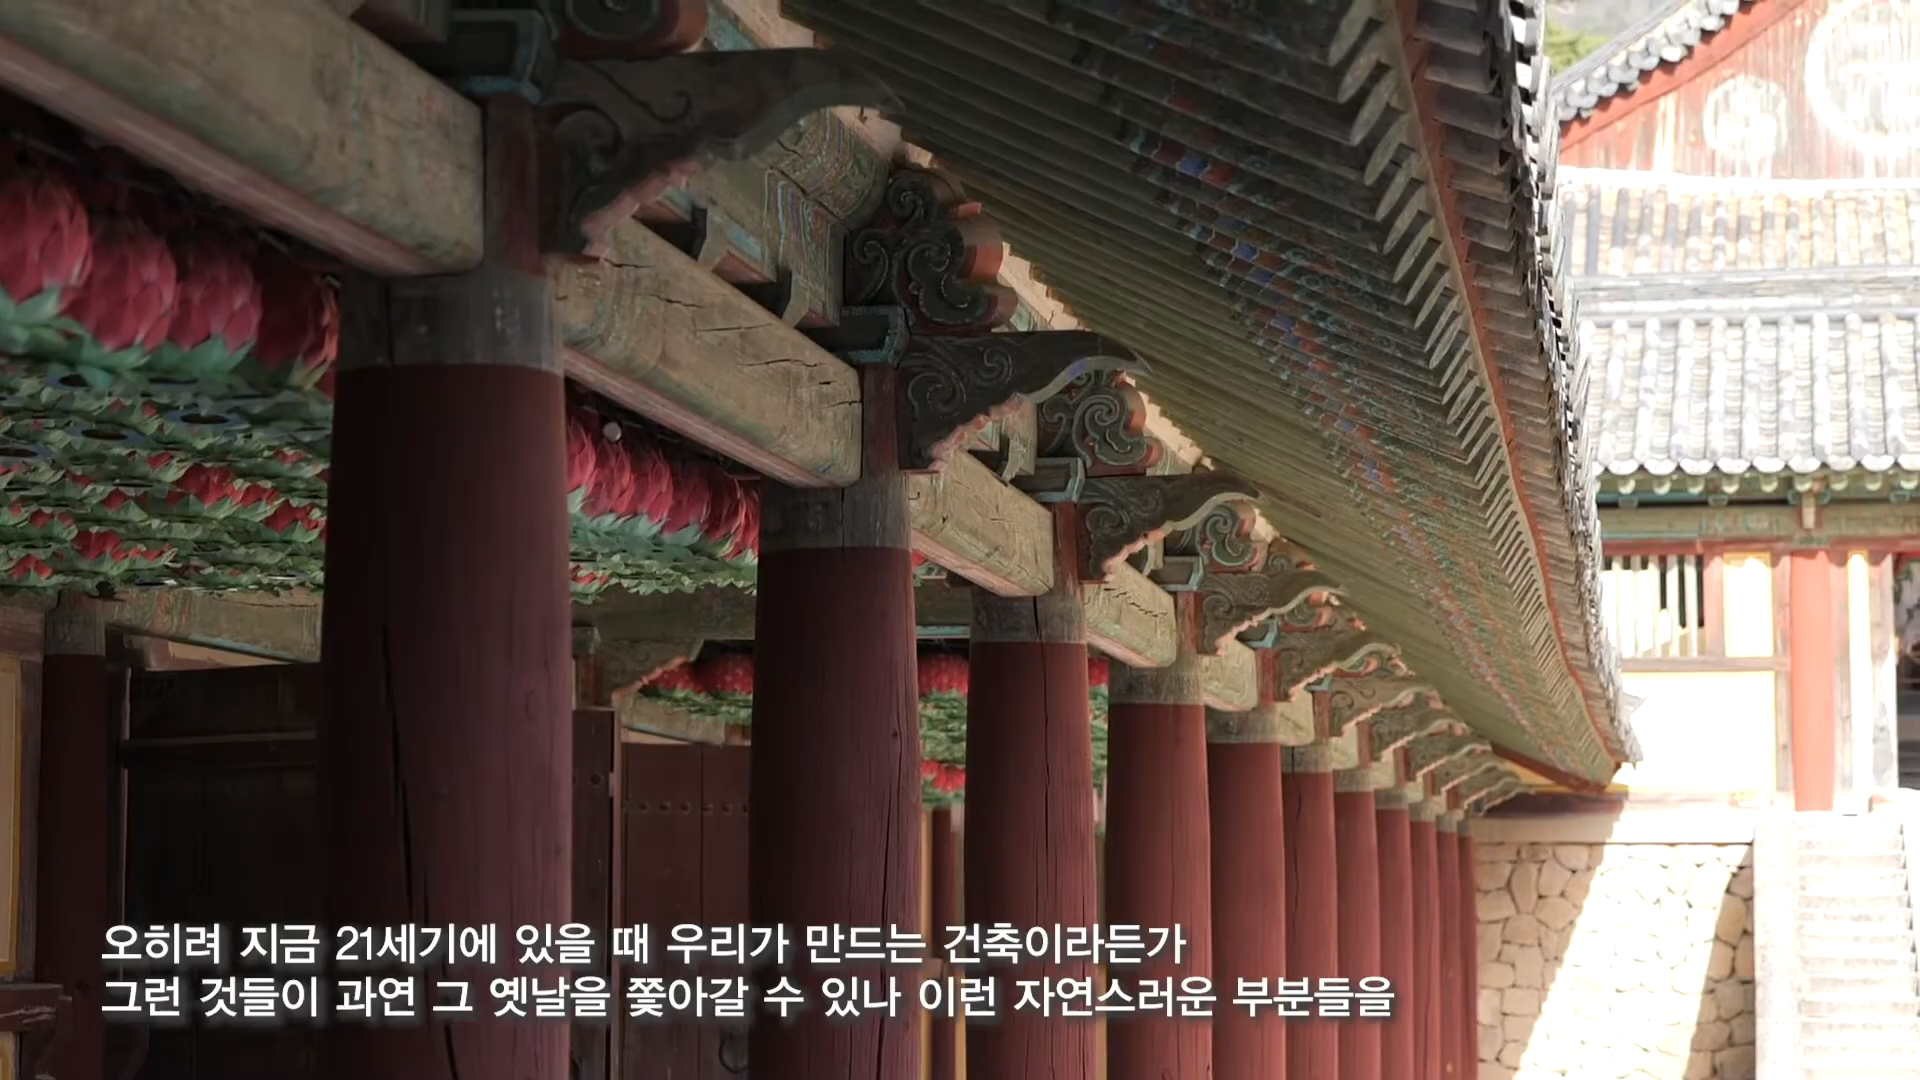 오히려 지금 21세기에 있을 때 우리가 만드는 건축이라든가
그런 것들이 과연 그 옛날을 쫓아갈 수 있나 이런 자연스러운 부분들을